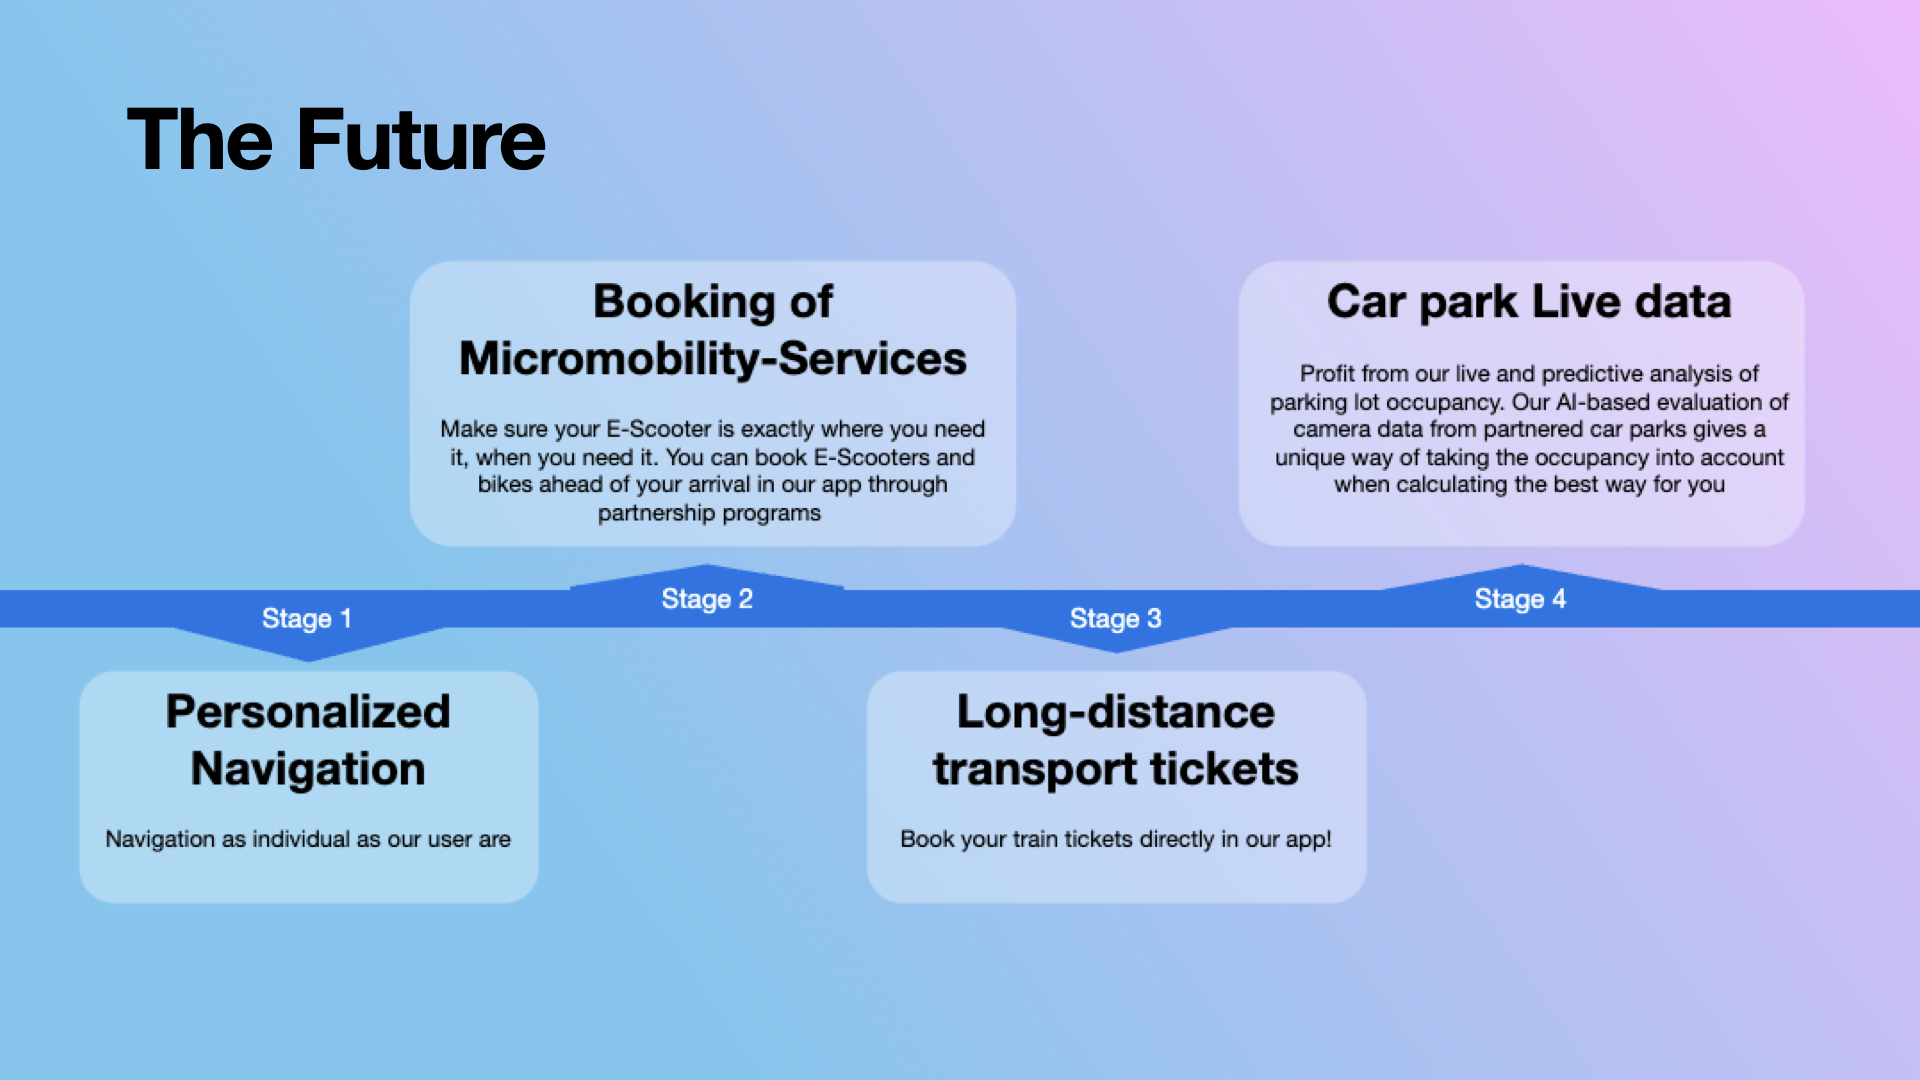 The Future
Booking of
Micromobility-Services
Make sure your E-Scooter is exactly where you need
it, when you need it. You can book E-Scooters and
bikes ahead of your arrival in our app through
partnership programs
Car park Live data
Profit from our live and predictive analysis of
parking lot occupancy. Our AI-based evaluation of
camera data from partnered car parks gives a
unique way of taking the occupancy into account
when calculating the best way for you
Stage 1
Stage 2
Stage 3
Stage 4
Personalized
Navigation
Navigation as individual as our user are
Long-distance
transport tickets
Book your train tickets directly in our app!